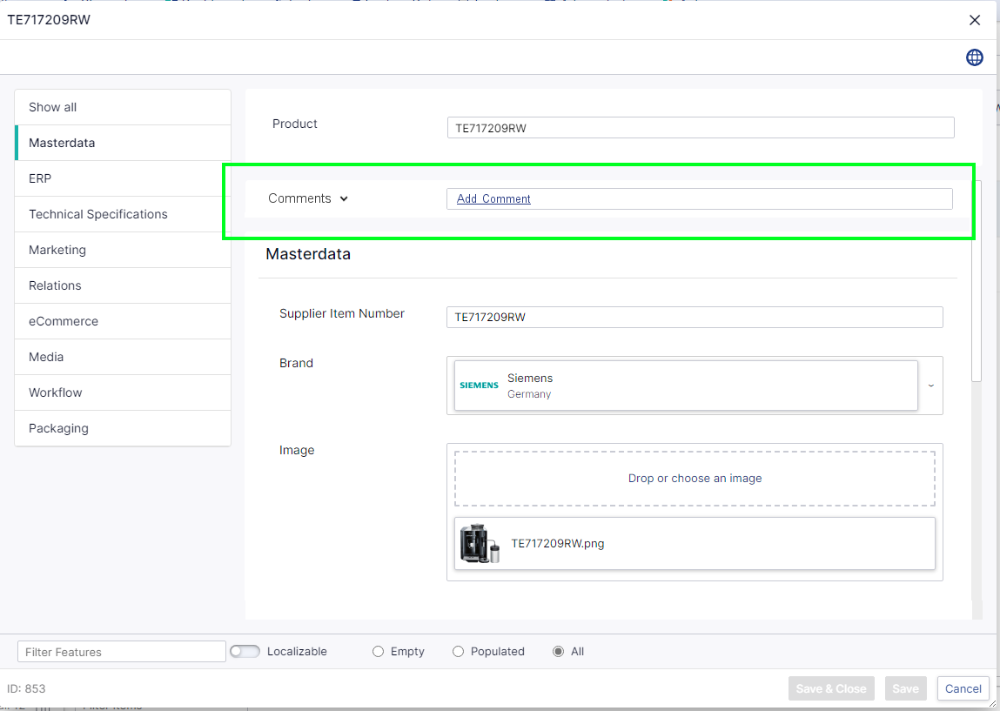 TE717209RW
Show all
Masterdata
ERP
Technical Specifications
Marketing
Relations
eCommerce
Media
Workflow
Packaging
Product
TE717209RW
Comments
Add Comment
Masterdata
Supplier Item Number
TE717209RW
Brand
SIEMENS
Siemens
Germany
Image
Drop or choose an image
TE717209RW.png
Filter Features
Localizable
Empty
Populated
All
ID: 853
Save & Close
Save
Cancel